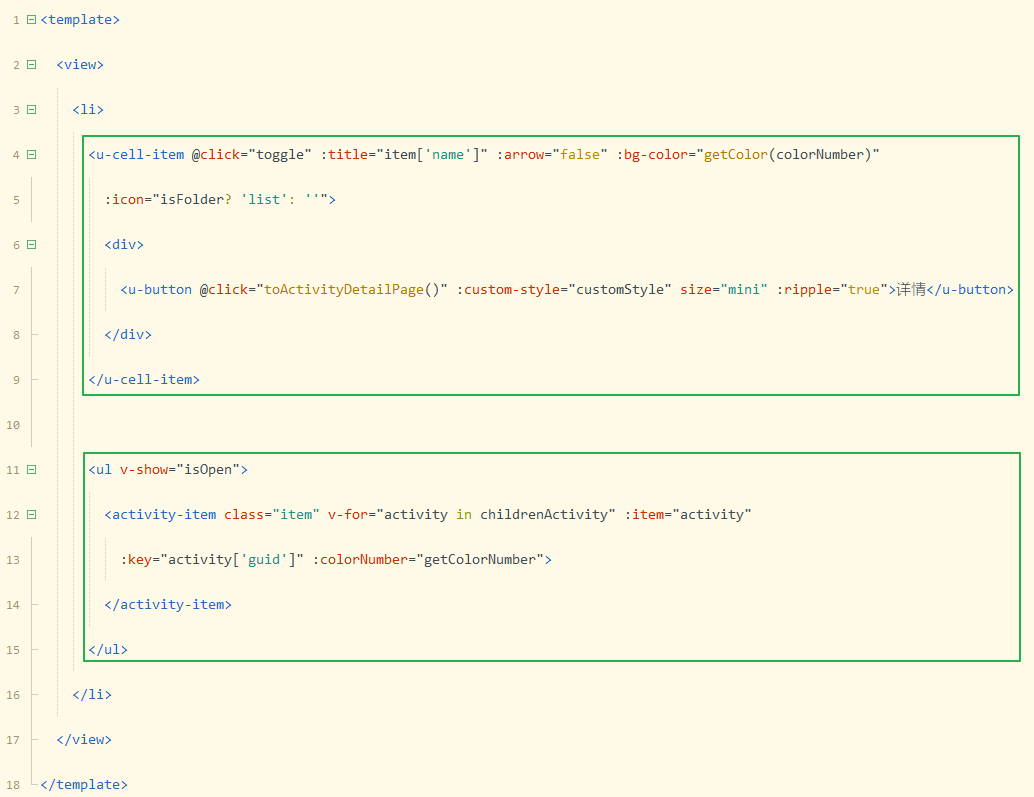 1 <template>
2 <view>
3 <li>
4 <u-cell-item @click="toggle" :title="item['name']" :arrow="false" :bg-color="getColor(colorNumber)"
5 :icon="isFolder? 'list': ''">
6 <div>
7 <u-button @click="toActivityDetailPage()" :custom-style="customStyle" size="mini" :ripple="true">详情</u-button>
8 </div>
9 </u-cell-item>
10
11 <ul v-show="isOpen">
12 <activity-item class="item" v-for="activity in childrenActivity" :item="activity"
13 :key="activity['guid']" :colorNumber="getColorNumber">
14 </activity-item>
15 </ul>
16 </li>
17 </view>
18 </template>